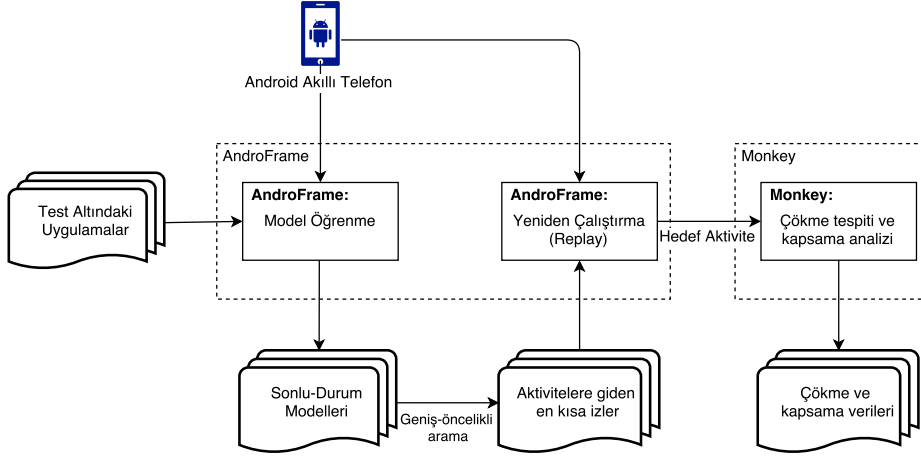 Android Akıllı Telefon
AndroFrame
Monkey
Test Altındaki
Uygulamalar
AndroFrame:
Model Öğrenme
AndroFrame:
Yeniden Çalıştırma
(Replay)
Hedef Aktivite
Monkey:
Çökme tespiti ve
kapsama analizi
Sonlu-Durum
Modelleri
Geniş-öncelikli
arama
Aktivitelere giden
en kısa izler
Çökme ve
kapsama verileri